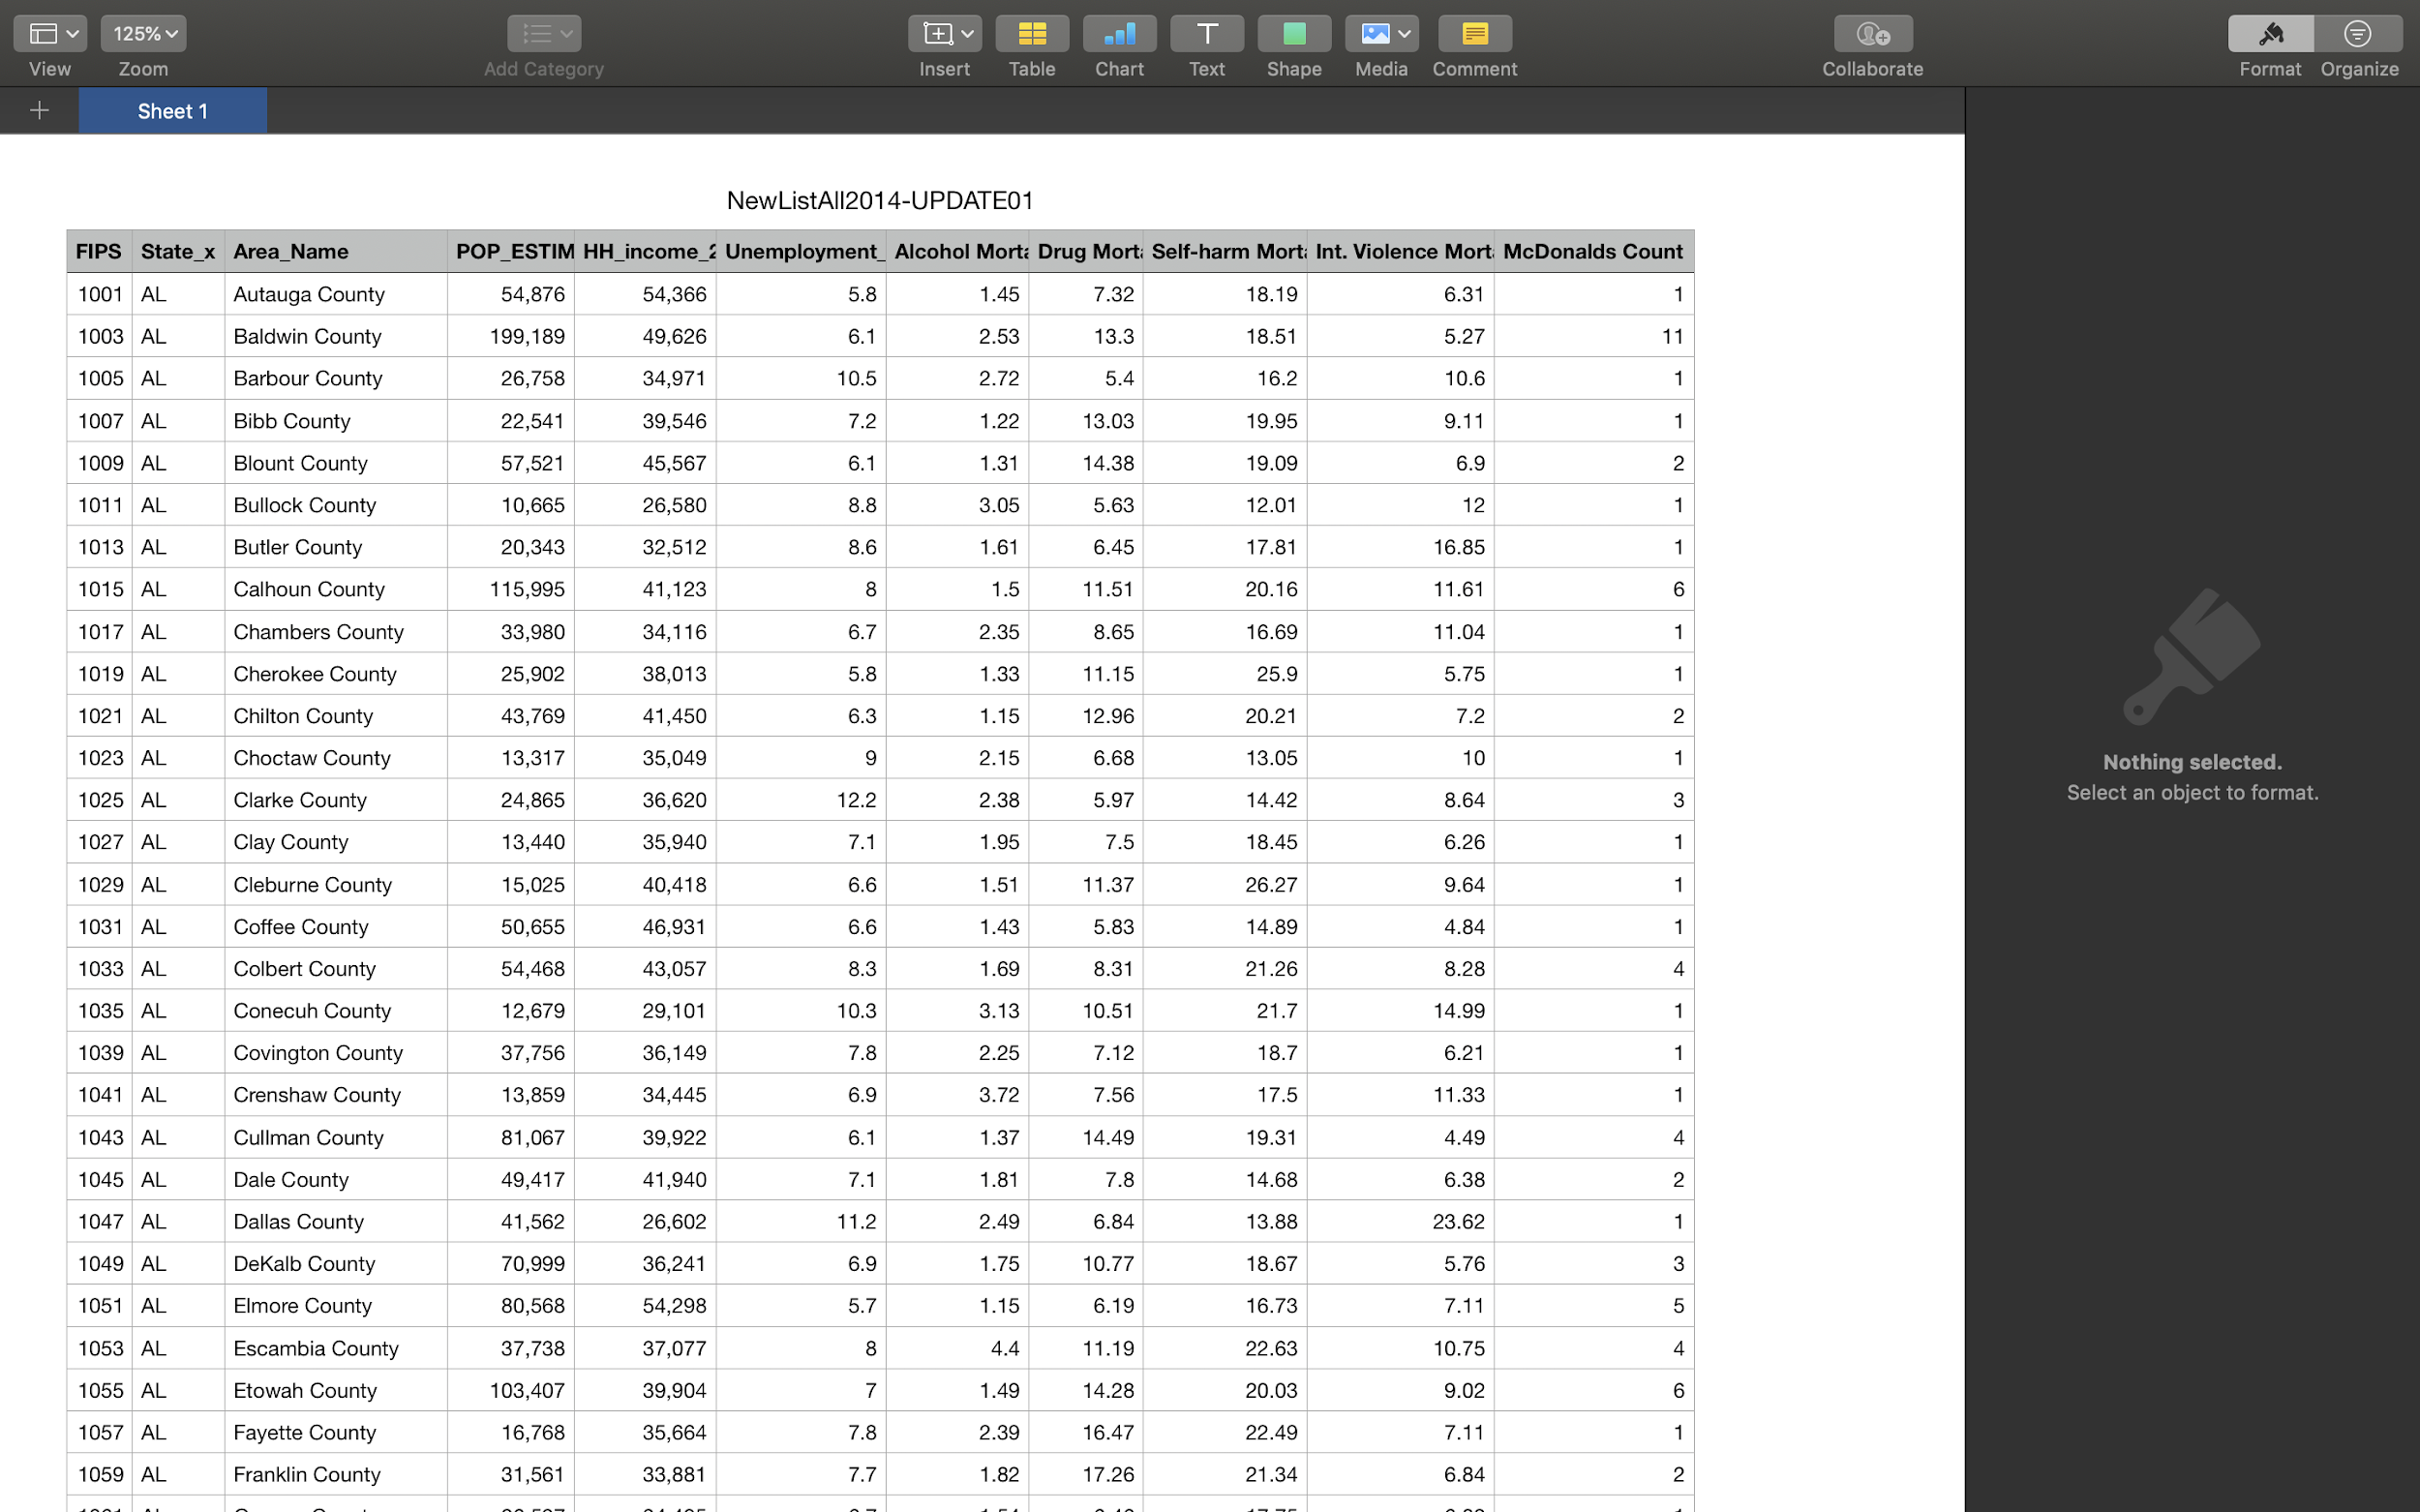 125%
View Zoom Add Category Insert Table Chart Text Shape Media Comment Collaborate Format Organize
Sheet 1
NewListAll2014-UPDATE01
FIPS State_x Area_Name POP_ESTIM HH_income_2 Unemployment_ Alcohol Morta Drug Morta Self-harm Morta Int. Violence Morta McDonalds Count
1001 AL Autauga County 54,876 54,366 5.8 1.45 7.32 18.19 6.31 1
1003 AL Baldwin County 199,189 49,626 6.1 2.53 13.3 18.51 5.27 11
1005 AL Barbour County 26,758 34,971 10.5 2.72 5.4 16.2 10.6 1
1007 AL Bibb County 22,541 39,546 7.2 1.22 13.03 19.95 9.11 1
1009 AL Blount County 57,521 45,567 6.1 1.31 14.38 19.09 6.9 2
1011 AL Bullock County 10,665 26,580 8.8 3.05 5.63 12.01 12 1
1013 AL Butler County 20,343 32,512 8.6 1.61 6.45 17.81 16.85 1
1015 AL Calhoun County 115,995 41,123 8 1.5 11.51 20.16 11.61 6
1017 AL Chambers County 33,980 34,116 6.7 2.35 8.65 16.69 11.04 1
1019 AL Cherokee County 25,902 38,013 5.8 1.33 11.15 25.9 5.75 1
1021 AL Chilton County 43,769 41,450 6.3 1.15 12.96 20.21 7.2 2
1023 AL Choctaw County 13,317 35,049 9 2.15 6.68 13.05 10 1
1025 AL Clarke County 24,865 36,620 12.2 2.38 5.97 14.42 8.64 3
1027 AL Clay County 13,440 35,940 7.1 1.95 7.5 18.45 6.26 1
1029 AL Cleburne County 15,025 40,418 6.6 1.51 11.37 26.27 9.64 1
1031 AL Coffee County 50,655 46,931 6.6 1.43 5.83 14.89 4.84 1
1033 AL Colbert County 54,468 43,057 8.3 1.69 8.31 21.26 8.28 4
1035 AL Conecuh County 12,679 29,101 10.3 3.13 10.51 21.7 14.99 1
1039 AL Covington County 37,756 36,149 7.8 2.25 7.12 18.7 6.21 1
1041 AL Crenshaw County 13,859 34,445 6.9 3.72 7.56 17.5 11.33 1
1043 AL Cullman County 81,067 39,922 6.1 1.37 14.49 19.31 4.49 4
1045 AL Dale County 49,417 41,940 7.1 1.81 7.8 14.68 6.38 2
1047 AL Dallas County 41,562 26,602 11.2 2.49 6.84 13.88 23.62 1
1049 AL DeKalb County 70,999 36,241 6.9 1.75 10.77 18.67 5.76 3
1051 AL Elmore County 80,568 54,298 5.7 1.15 6.19 16.73 7.11 5
1053 AL Escambia County 37,738 37,077 8 4.4 11.19 22.63 10.75 4
1055 AL Etowah County 103,407 39,904 7 1.49 14.28 20.03 9.02 6
1057 AL Fayette County 16,768 35,664 7.8 2.39 16.47 22.49 7.11 1
1059 AL Franklin County 31,561 33,881 7.7 1.82 17.26 21.34 6.84 2
Nothing selected.
Select an object to format.